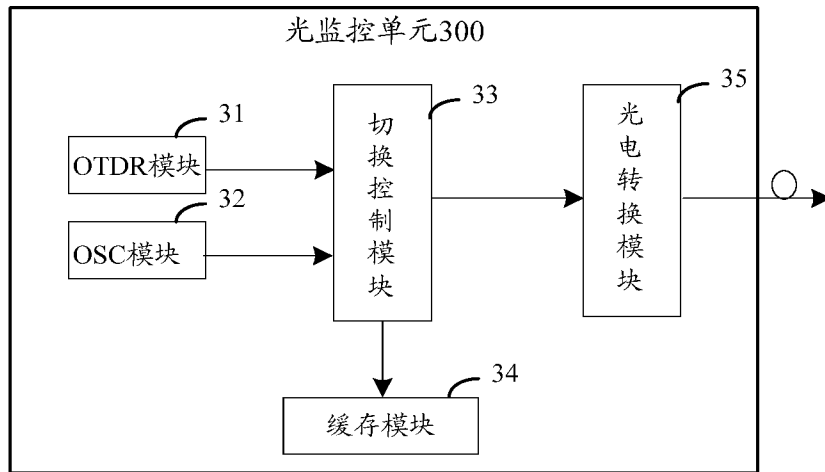 光监控单元300
31
OTDR模块
32
OSC模块
33
切换控制模块
35
光电转换模块
34
缓存模块